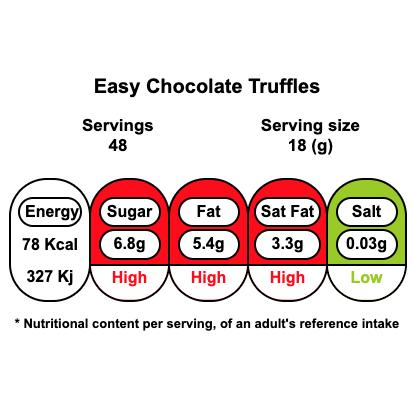 Easy Chocolate Truffles
Servings Serving size
48 18 (g)
Energy Sugar Fat Sat Fat Salt
78 Kcal 6.8g 5.4g 3.3g 0.03g
327 Kj High High High Low
* Nutritional content per serving, of an adult's reference intake